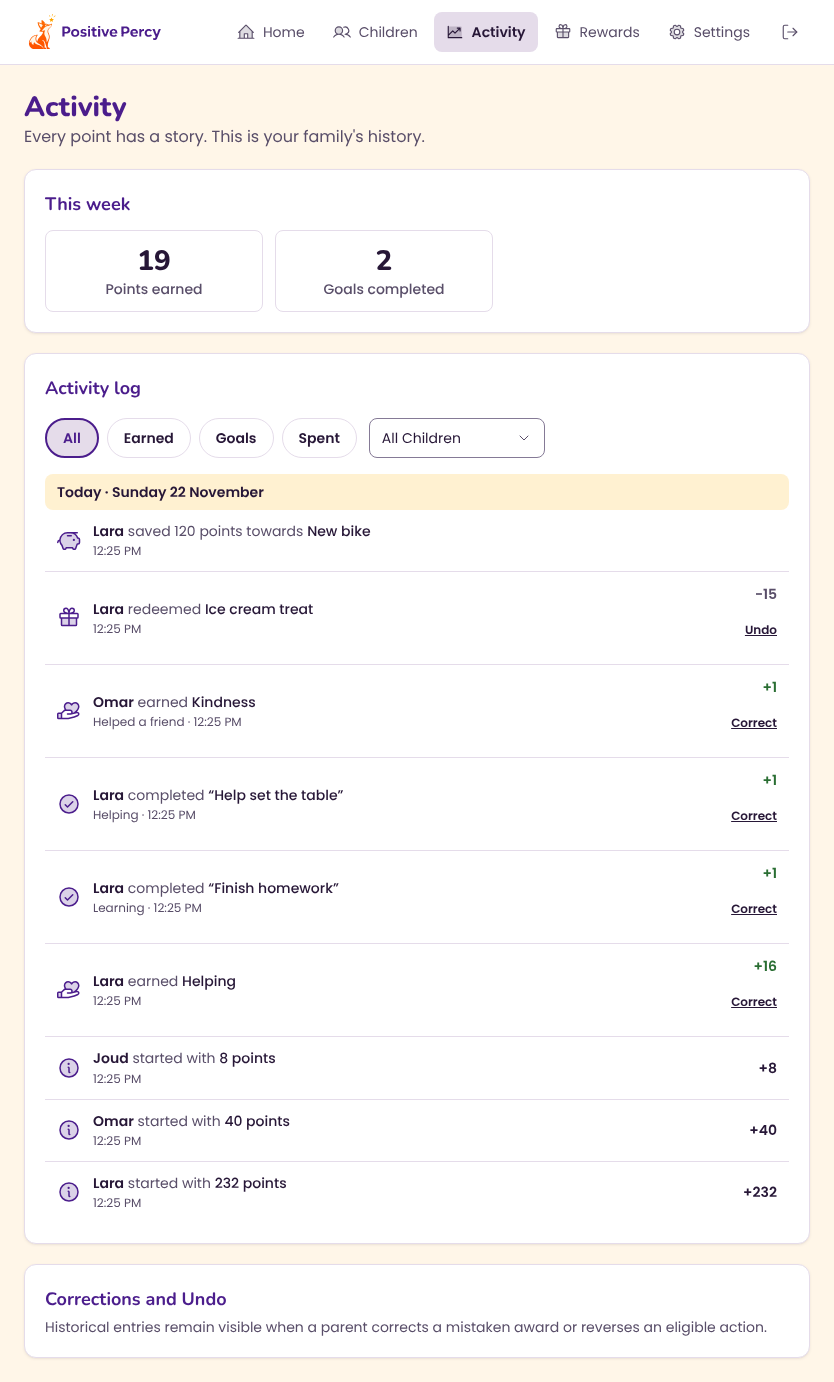 Positive Percy
Home
Children
Activity
Rewards
Settings
Activity
Every point has a story. This is your family's history.
This week
19
Points earned
2
Goals completed
Activity log
All
Earned
Goals
Spent
All Children
Today · Sunday 22 November
Lara saved 120 points towards New bike
12:25 PM
Lara redeemed Ice cream treat
12:25 PM
-15
Undo
Omar earned Kindness
Helped a friend · 12:25 PM
+1
Correct
Lara completed “Help set the table”
Helping · 12:25 PM
+1
Correct
Lara completed “Finish homework”
Learning · 12:25 PM
+1
Correct
Lara earned Helping
12:25 PM
+16
Correct
Joud started with 8 points
12:25 PM
+8
Omar started with 40 points
12:25 PM
+40
Lara started with 232 points
12:25 PM
+232
Corrections and Undo
Historical entries remain visible when a parent corrects a mistaken award or reverses an eligible action.